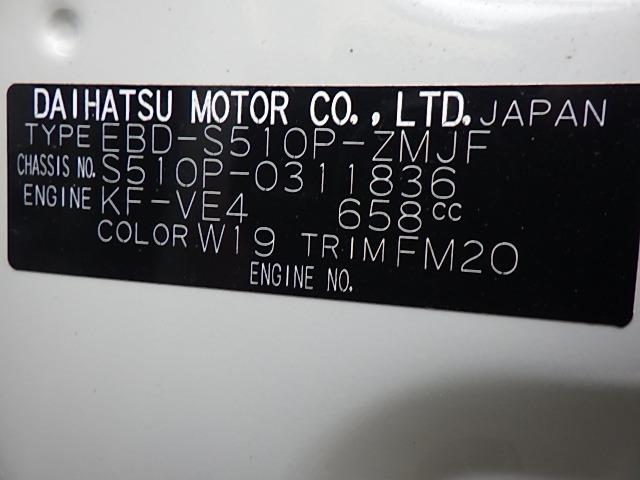 DAIHATSU MOTOR CO., LTD. JAPAN
TYPE EBD-S510P-ZMJF
CHASSIS NO. S510P-0311836
ENGINE KF-VE4 658cc
COLOR W19 TRIM FM20
ENGINE NO.